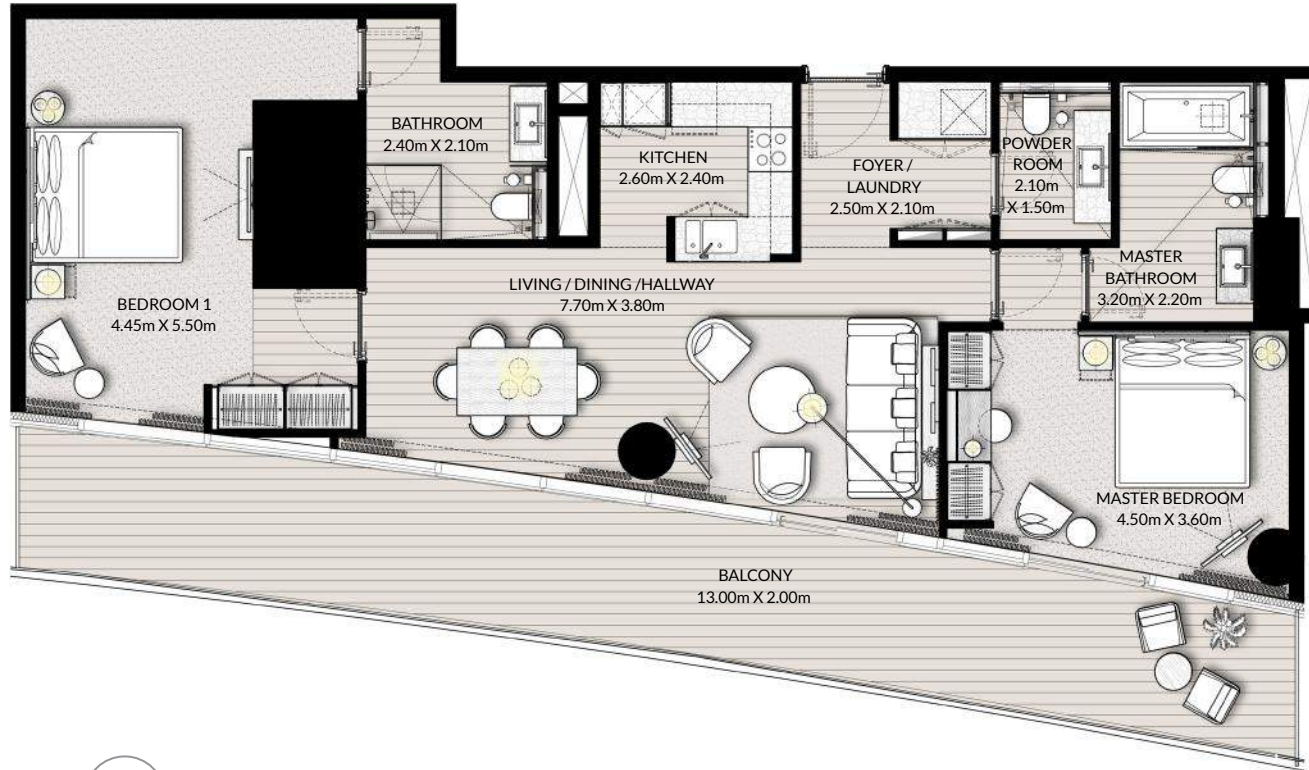 BATHROOM
2.40m X 2.10m
KITCHEN
2.60m X 2.40m
FOYER /
LAUNDRY
2.50m X 2.10m
POWDER
ROOM
2.10m
X 1.50m
MASTER
BATHROOM
3.20m X 2.20m
BEDROOM 1
4.45m X 5.50m
LIVING / DINING /HALLWAY
7.70m X 3.80m
MASTER BEDROOM
4.50m X 3.60m
BALCONY
13.00m X 2.00m